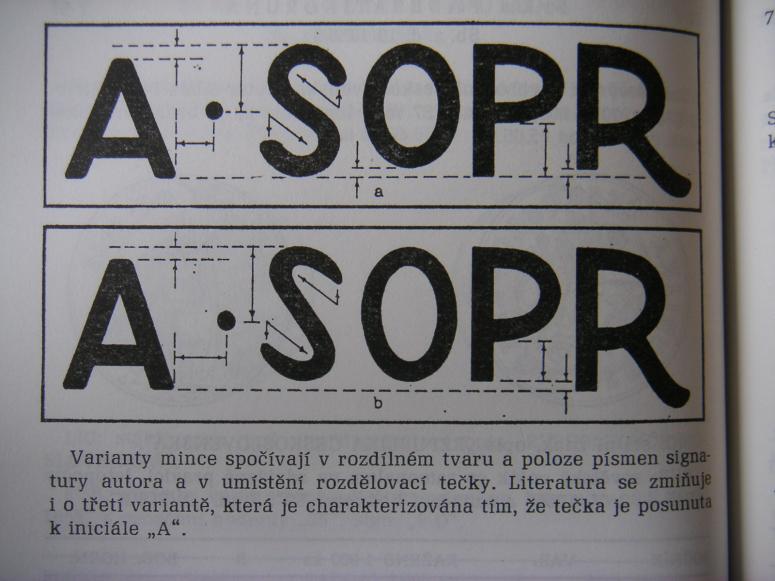 A · SOPR
a
A · SOPR
b
Varianty mince spočívají v rozdílném tvaru a poloze písmen signa-
tury autora a v umístění rozdělovací tečky. Literatura se zmiňuje
i o třetí variantě, která je charakterizována tím, že tečka je posunuta
k iniciále „A“.
7
S
k